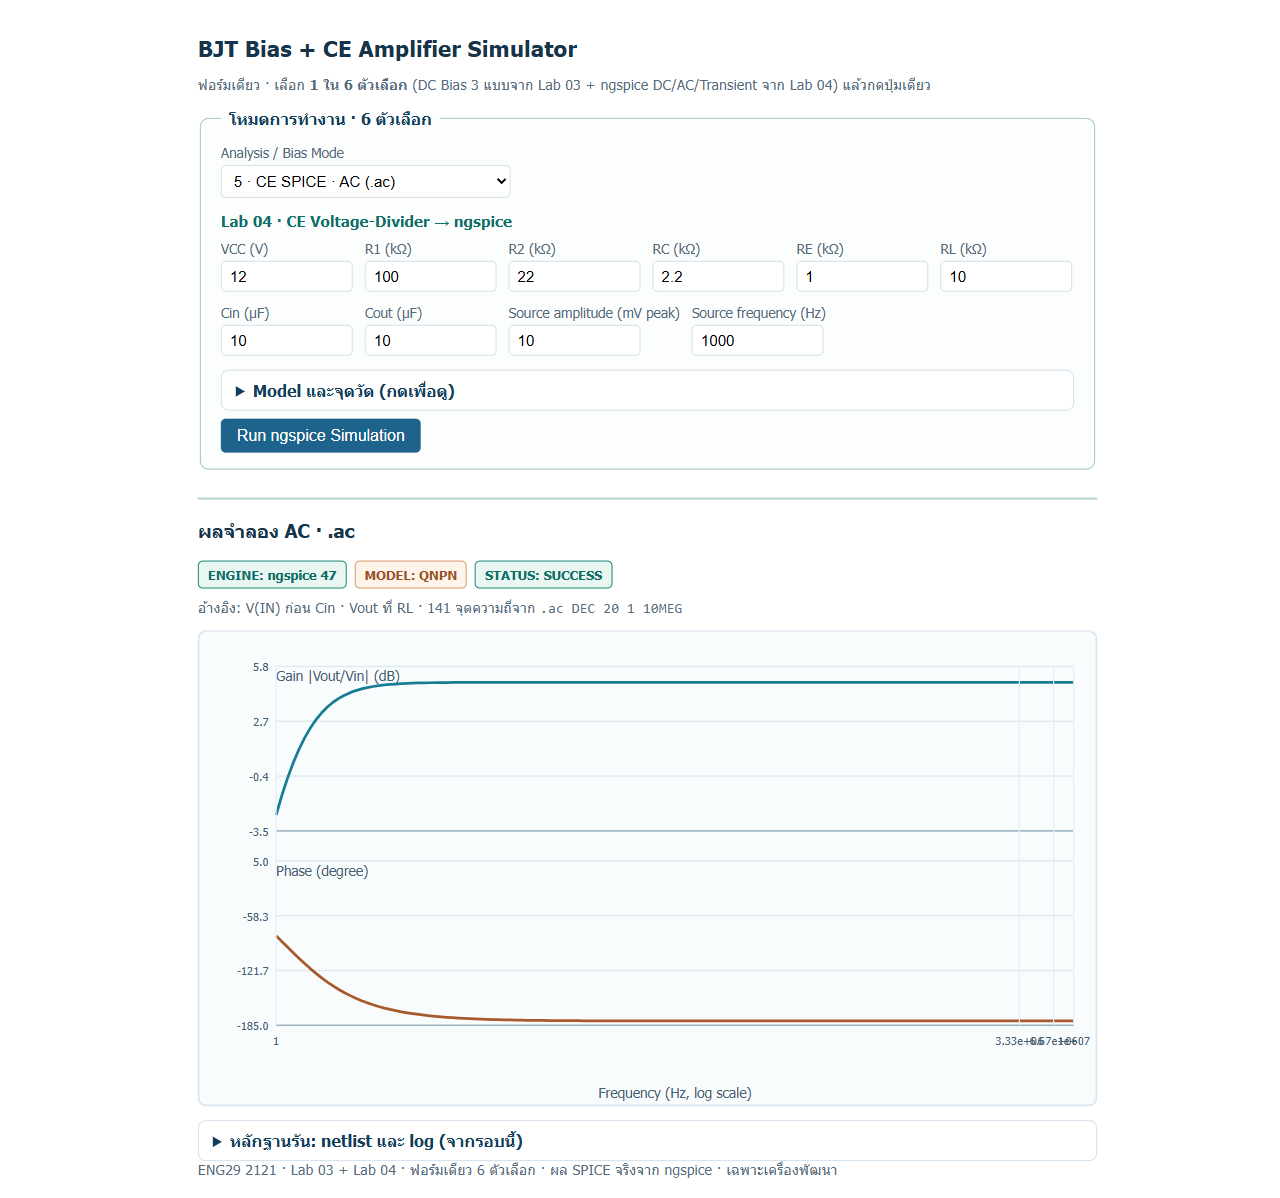 BJT Bias + CE Amplifier Simulator
ฟอร์มเดียว · เลือก 1 ใน 6 ตัวเลือก (DC Bias 3 แบบจาก Lab 03 + ngspice DC/AC/Transient จาก Lab 04) แล้วกดปุ่มเดียว
โหมดการทำงาน · 6 ตัวเลือก
Analysis / Bias Mode
5 · CE SPICE · AC (.ac)
Lab 04 · CE Voltage-Divider → ngspice
VCC (V) R1 (kΩ) R2 (kΩ) RC (kΩ) RE (kΩ) RL (kΩ)
12 100 22 2.2 1 10
Cin (µF) Cout (µF) Source amplitude (mV peak) Source frequency (Hz)
10 10 10 1000
▶ Model และจุดวัด (กดเพื่อดู)
Run ngspice Simulation
ผลจำลอง AC · .ac
ENGINE: ngspice 47 MODEL: QNPN STATUS: SUCCESS
อ้างอิง: V(IN) ก่อน Cin · Vout ที่ RL · 141 จุดความถี่จาก .ac DEC 20 1 10MEG
5.8
Gain |Vout/Vin| (dB)
2.7
-0.4
-3.5
5.0
Phase (degree)
-58.3
-121.7
-185.0
1
Frequency (Hz, log scale)
▶ หลักฐานรัน: netlist และ log (จากรอบนี้)
ENG29 2121 · Lab 03 + Lab 04 · ฟอร์มเดียว 6 ตัวเลือก · ผล SPICE จริงจาก ngspice · เฉพาะเครื่องพัฒนา